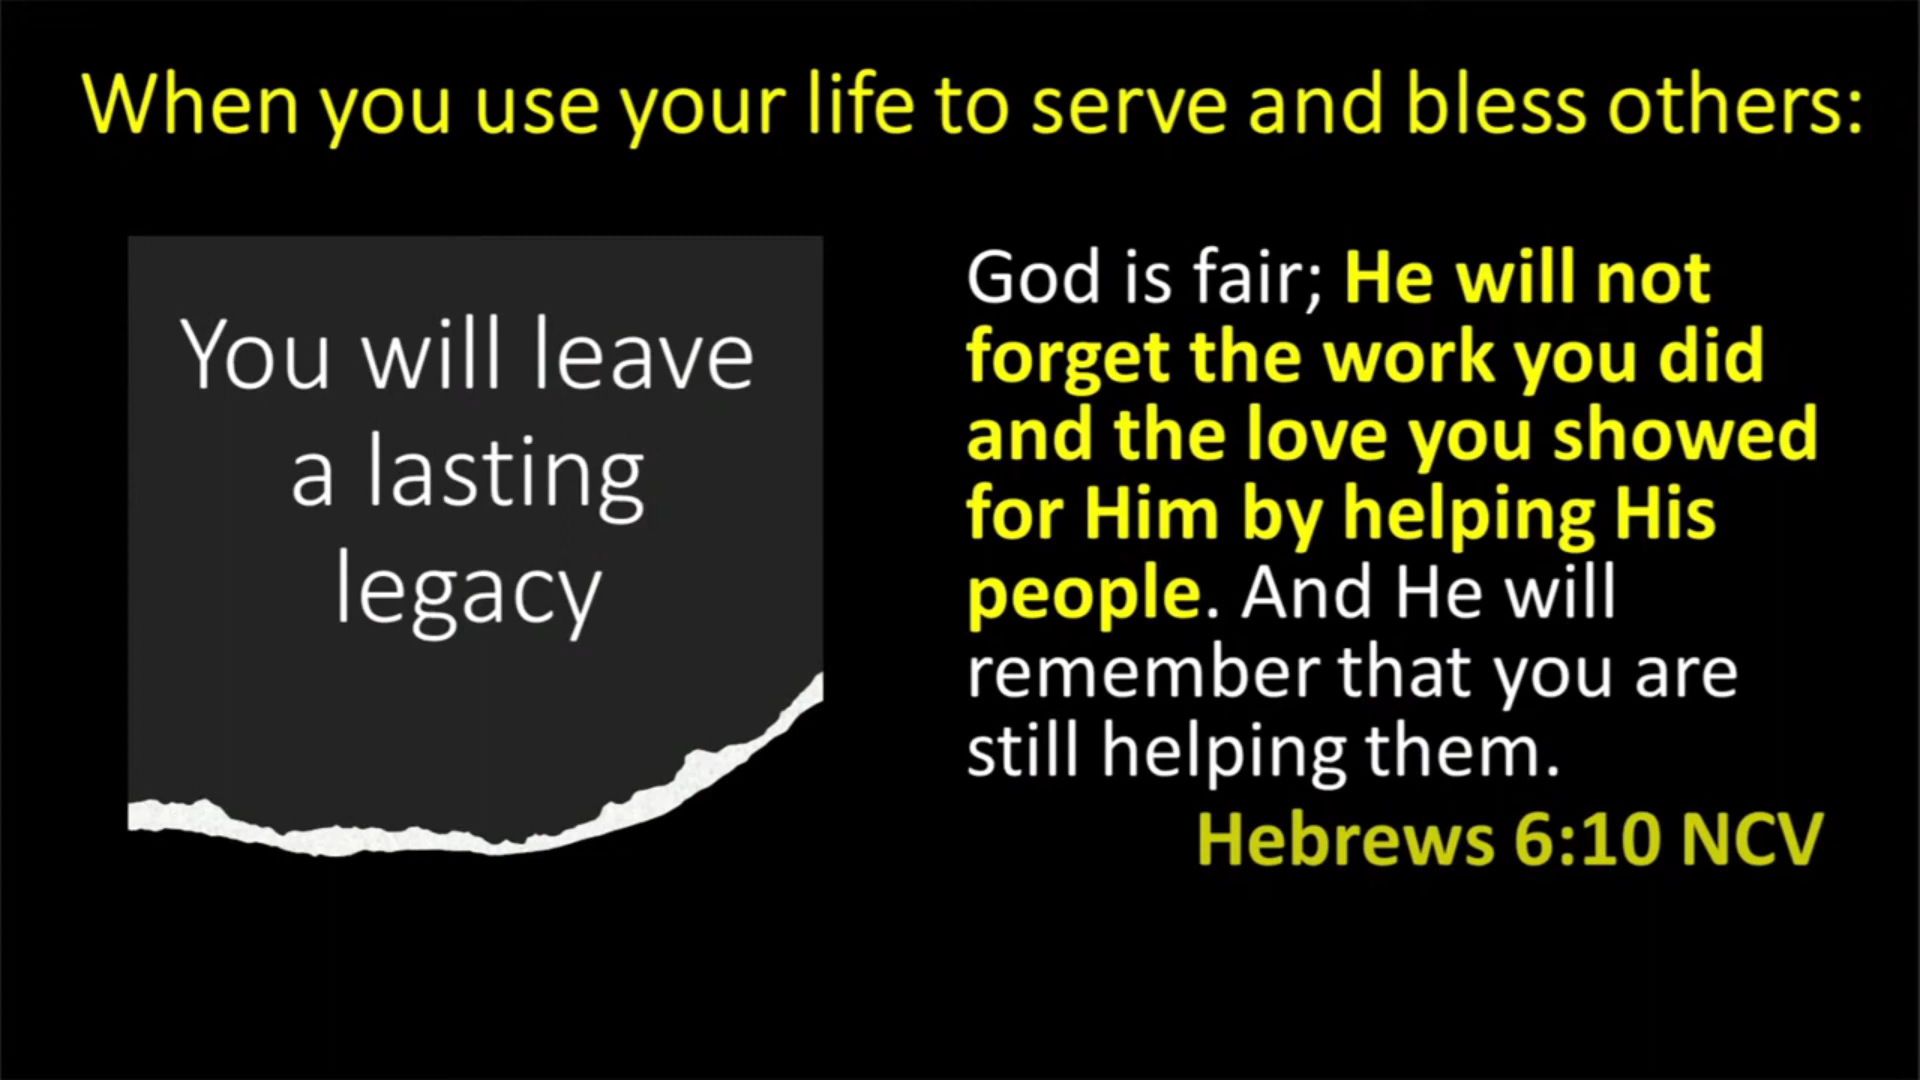 When you use your life to serve and bless others:
You will leave
a lasting
legacy
God is fair; He will not
forget the work you did
and the love you showed
for Him by helping His
people. And He will
remember that you are
still helping them.
Hebrews 6:10 NCV